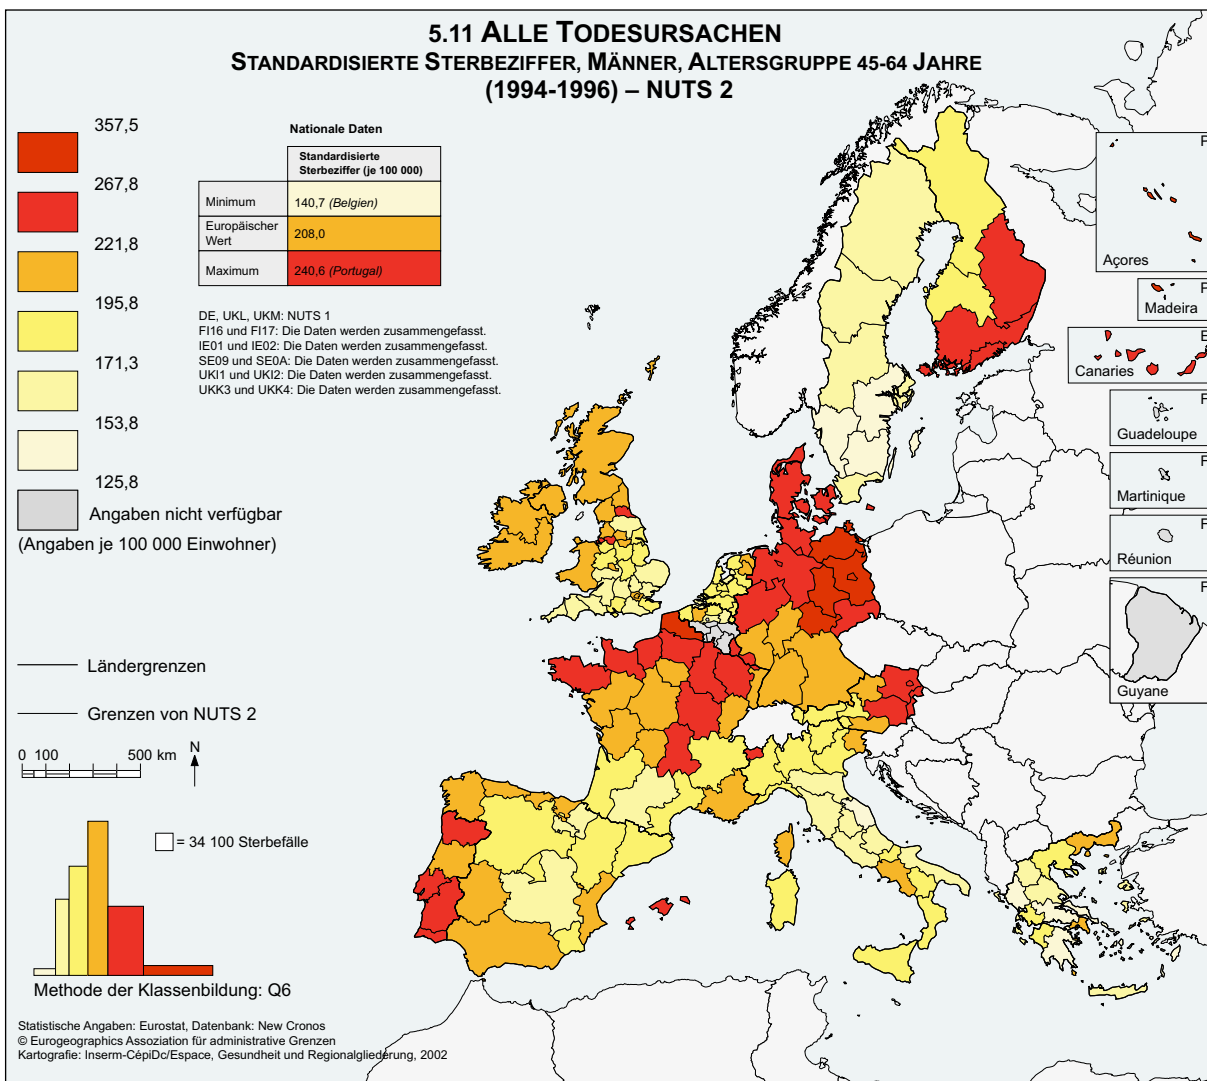 5.11 ALLE TODESURSACHEN
STANDARDISIERTE STERBEZIFFER, MÄNNER, ALTERSGRUPPE 45-64 JAHRE
(1994-1996) – NUTS 2
357,5
267,8
221,8
195,8
171,3
153,8
125,8
Angaben nicht verfügbar
(Angaben je 100 000 Einwohner)
Nationale Daten
Standardisierte
Sterbeziffer (je 100 000)
Minimum
140,7 (Belgien)
Europäischer
Wert
208,0
Maximum
240,6 (Portugal)
DE, UKL, UKM: NUTS 1
FI16 und FI17: Die Daten werden zusammengefasst.
IE01 und IE02: Die Daten werden zusammengefasst.
SE09 und SE0A: Die Daten werden zusammengefasst.
UKI1 und UKI2: Die Daten werden zusammengefasst.
UKK3 und UKK4: Die Daten werden zusammengefasst.
Ländergrenzen
Grenzen von NUTS 2
0 100 500 km
N
= 34 100 Sterbefälle
Methode der Klassenbildung: Q6
Statistische Angaben: Eurostat, Datenbank: New Cronos
© Eurogeographics Assoziation für administrative Grenzen
Kartografie: Inserm-CépiDc/Espace, Gesundheit und Regionalgliederung, 2002
Açores
Madeira
Canaries
Guadeloupe
Martinique
Réunion
Guyane